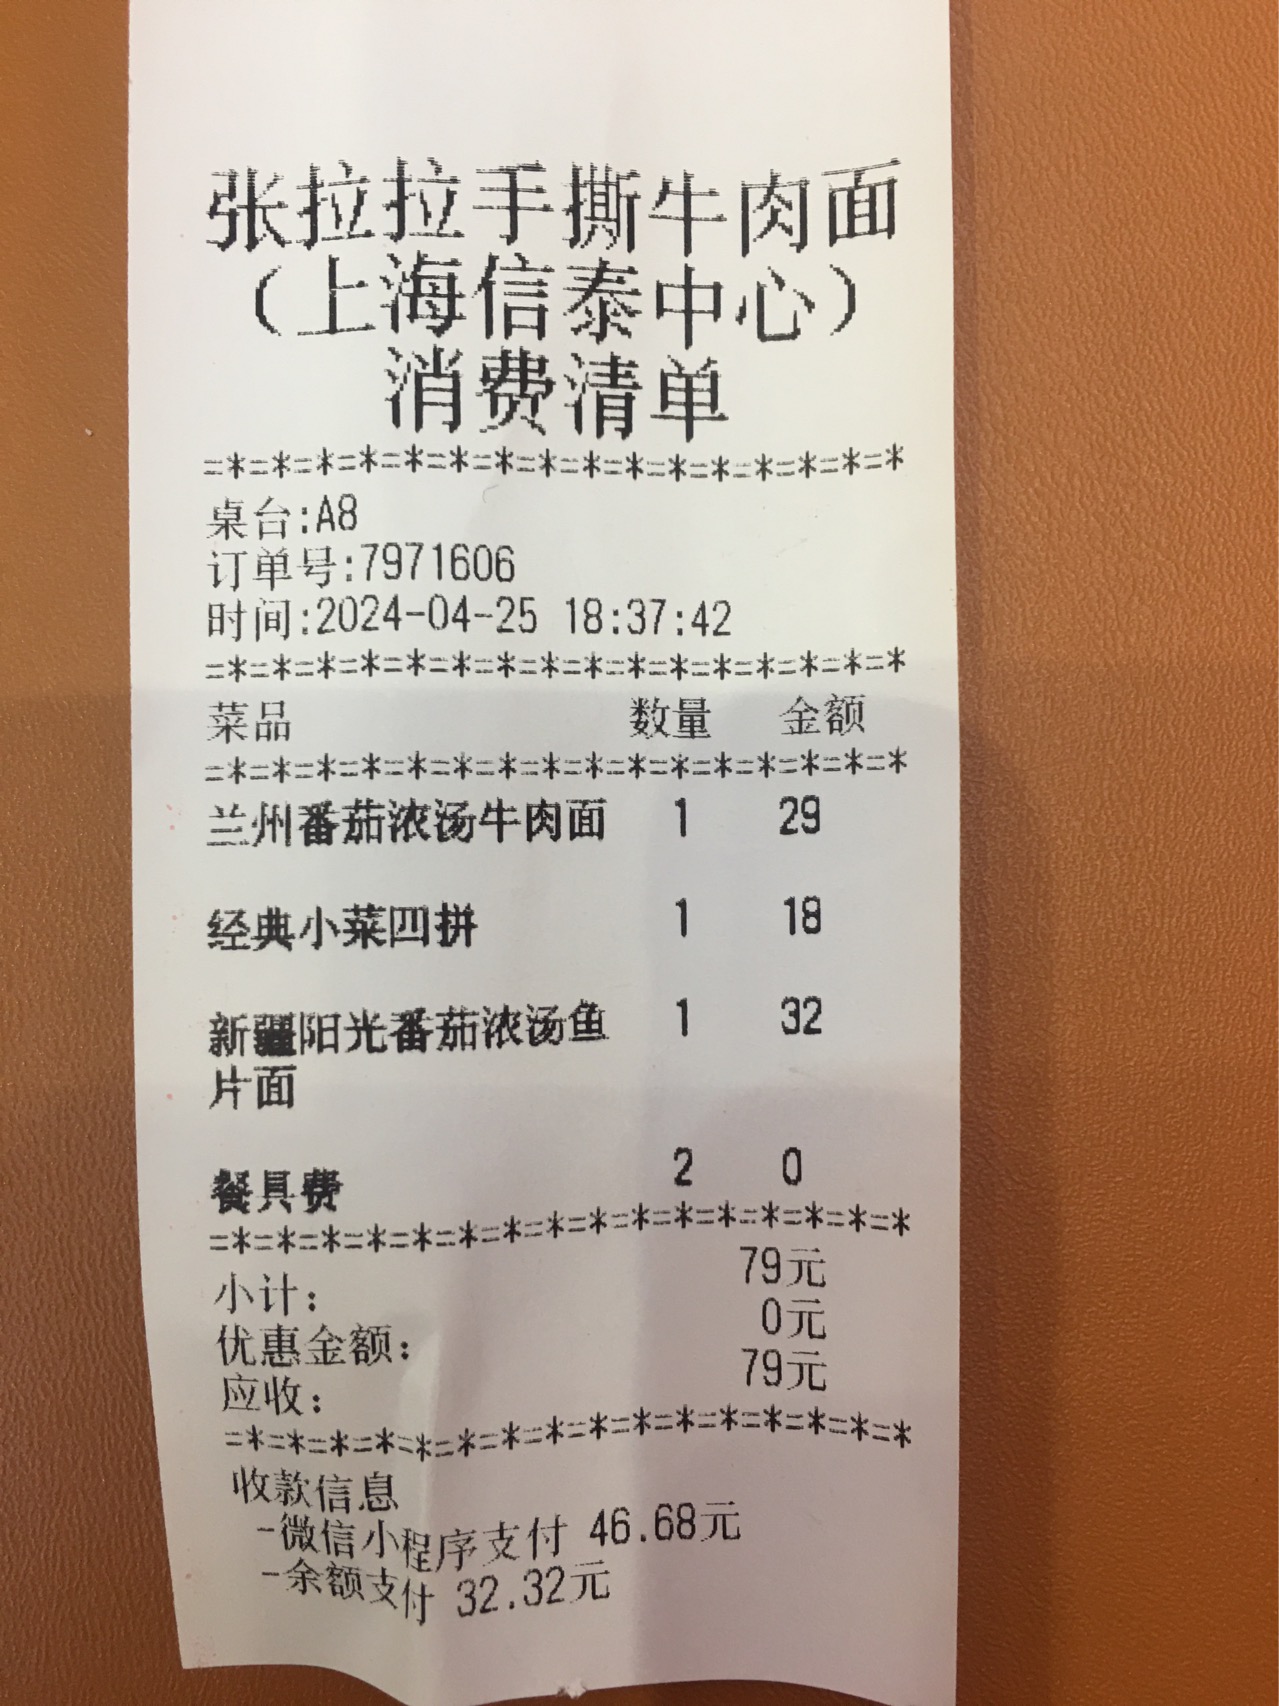 张拉拉手撕牛肉面
（上海信泰中心）
消费清单
=*=*=*=*=*=*=*=*=*=*=*=*=*=*=*=*
桌台:A8
订单号:7971606
时间:2024-04-25 18:37:42
=*=*=*=*=*=*=*=*=*=*=*=*=*=*=*=*
菜品 数量 金额
=*=*=*=*=*=*=*=*=*=*=*=*=*=*=*=*
兰州番茄浓汤牛肉面 1 29
经典小菜四拼 1 18
新疆阳光番茄浓汤鱼 1 32
片面
餐具费 2 0
=*=*=*=*=*=*=*=*=*=*=*=*=*=*=*=*
小计: 79元
优惠金额: 0元
应收: 79元
=*=*=*=*=*=*=*=*=*=*=*=*=*=*=*=*
收款信息
-微信小程序支付 46.68元
-余额支付 32.32元